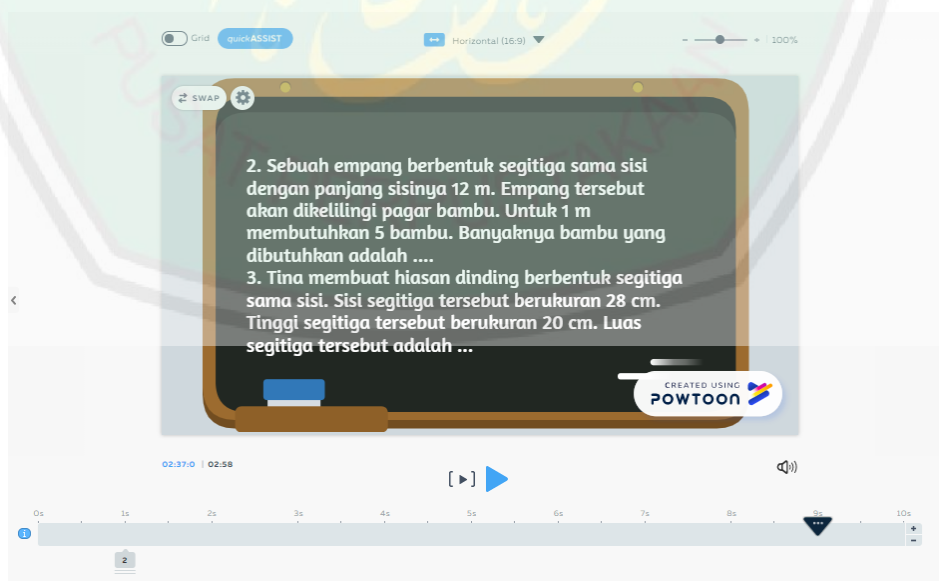 Grid
quickASSIST
Horizontal (16:9)
- + 100%
SWAP
PUSAT PERPUSTAKAAN
2. Sebuah empang berbentuk segitiga sama sisi
dengan panjang sisinya 12 m. Empang tersebut
akan dikelilingi pagar bambu. Untuk 1 m
membutuhkan 5 bambu. Banyaknya bambu yang
dibutuhkan adalah ....
3. Tina membuat hiasan dinding berbentuk segitiga
sama sisi. Sisi segitiga tersebut berukuran 28 cm.
Tinggi segitiga tersebut berukuran 20 cm. Luas
segitiga tersebut adalah ...
CREATED USING
POWTOON
02:37:0 | 02:58
0s 1s 2s 3s 4s 5s 6s 7s 8s 9s 10s
2